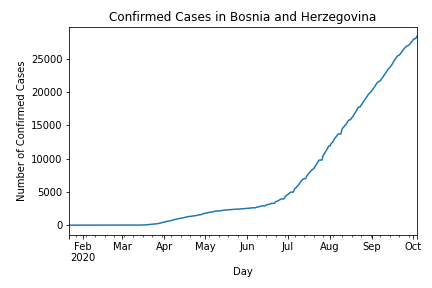 Confirmed Cases in Bosnia and Herzegovina
Number of Confirmed Cases
25000
20000
15000
10000
5000
0
Feb Mar Apr May Jun Jul Aug Sep Oct
2020
Day